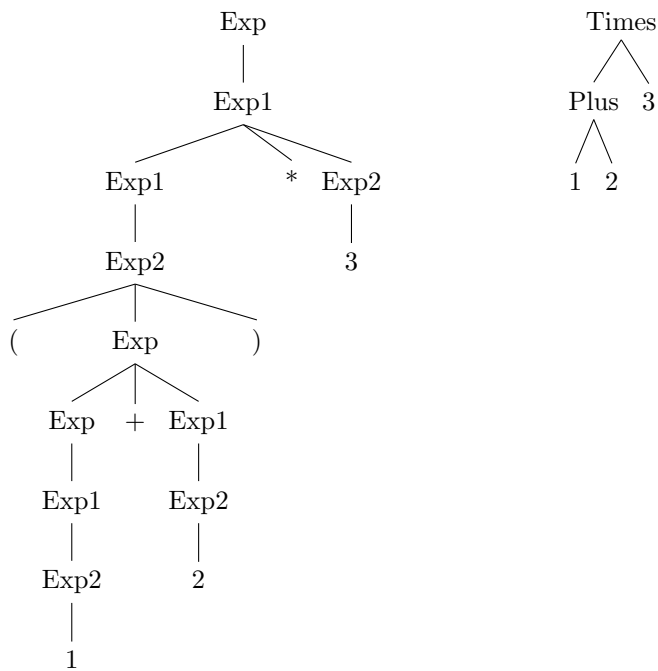 Exp Times
Exp1 Plus 3
Exp1 * Exp2 1 2
Exp2 3
( Exp )
Exp + Exp1
Exp1 Exp2
Exp2 2
1